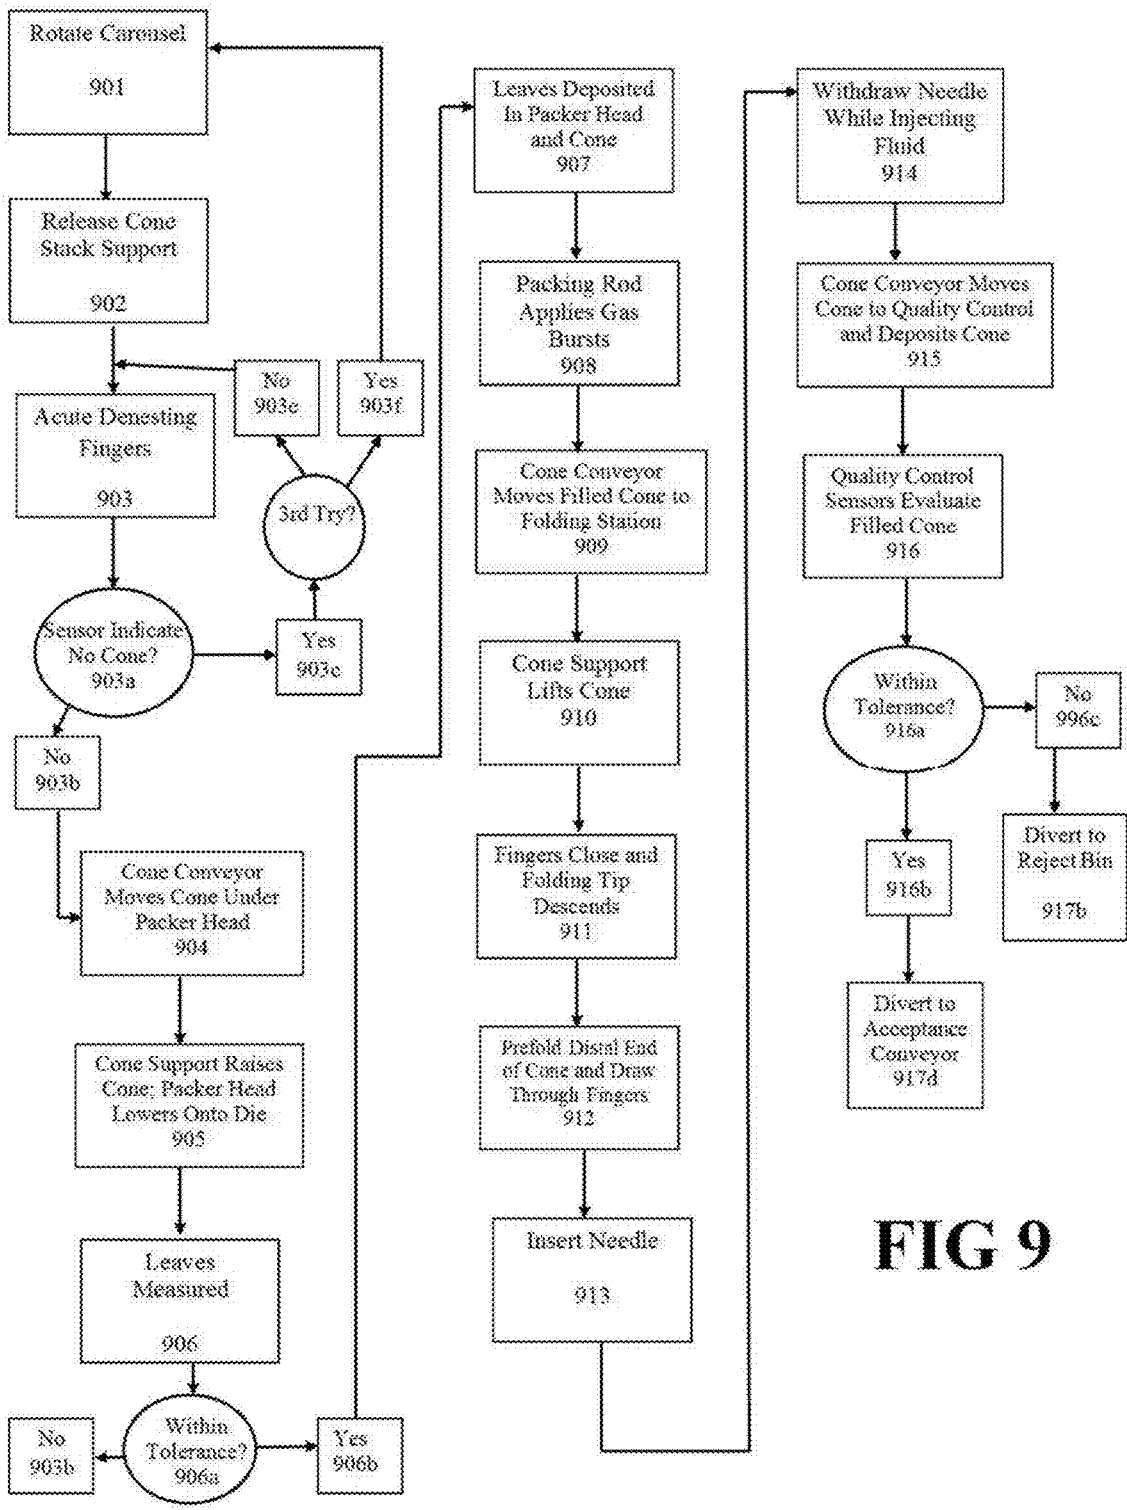 Rotate Carousel
901
Release Cone
Stack Support
902
No
903e
Yes
903f
Acute Denesting
Fingers
903
3rd Try?
Sensor Indicate
No Cone?
903a
Yes
903c
No
903b
Cone Conveyor
Moves Cone Under
Packer Head
904
Cone Support Raises
Cone; Packer Head
Lowers Onto Die
905
Leaves
Measured
906
Within
Tolerance?
906a
No
903b
Yes
906b
Leaves Deposited
In Packer Head
and Cone
907
Packing Rod
Applies Gas
Bursts
908
Cone Conveyor
Moves Filled Cone to
Folding Station
909
Cone Support
Lifts Cone
910
Fingers Close and
Folding Tip
Descends
911
Prefold Distal End
of Cone and Draw
Through Fingers
912
Insert Needle
913
Withdraw Needle
While Injecting
Fluid
914
Cone Conveyor Moves
Cone to Quality Control
and Deposits Cone
915
Quality Control
Sensors Evaluate
Filled Cone
916
Within
Tolerance?
916a
No
996c
Yes
916b
Divert to
Reject Bin
917b
Divert to
Acceptance
Conveyor
917d
FIG 9